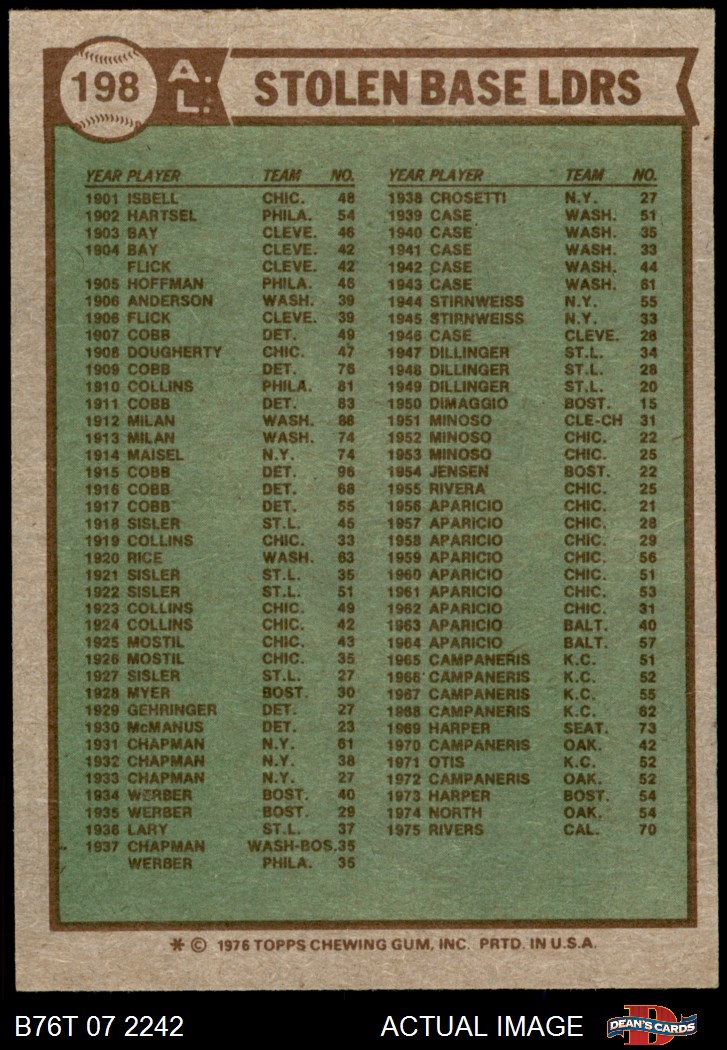 198
A.L.
STOLEN BASE LDRS
YEAR PLAYER TEAM NO.
1901 ISBELL CHIC. 48
1902 HARTSEL PHILA. 54
1903 BAY CLEVE. 46
1904 BAY CLEVE. 42
FLICK CLEVE. 42
1905 HOFFMAN PHILA. 46
1906 ANDERSON WASH. 39
1906 FLICK CLEVE. 39
1907 COBB DET. 49
1908 DOUGHERTY CHIC. 47
1909 COBB DET. 76
1910 COLLINS PHILA. 81
1911 COBB DET. 83
1912 MILAN WASH. 88
1913 MILAN WASH. 74
1914 MAISEL N.Y. 74
1915 COBB DET. 96
1916 COBB DET. 68
1917 COBB DET. 55
1918 SISLER ST.L. 45
1919 COLLINS CHIC. 33
1920 RICE WASH. 63
1921 SISLER ST.L. 35
1922 SISLER ST.L. 51
1923 COLLINS CHIC. 49
1924 COLLINS CHIC. 42
1925 MOSTIL CHIC. 43
1926 MOSTIL CHIC. 35
1927 SISLER ST.L. 27
1928 MYER BOST. 30
1929 GEHRINGER DET. 27
1930 McMANUS DET. 23
1931 CHAPMAN N.Y. 61
1932 CHAPMAN N.Y. 38
1933 CHAPMAN N.Y. 27
1934 WERBER BOST. 40
1935 WERBER BOST. 29
1936 LARY ST.L. 37
1937 CHAPMAN WASH-BOS. 35
WERBER PHILA. 35
YEAR PLAYER TEAM NO.
1938 CROSETTI N.Y. 27
1939 CASE WASH. 51
1940 CASE WASH. 35
1941 CASE WASH. 33
1942 CASE WASH. 44
1943 CASE WASH. 61
1944 STIRNWEISS N.Y. 55
1945 STIRNWEISS N.Y. 33
1946 CASE CLEVE. 28
1947 DILLINGER ST.L. 34
1948 DILLINGER ST.L. 28
1949 DILLINGER ST.L. 20
1950 DIMAGGIO BOST. 15
1951 MINOSO CLE-CH 31
1952 MINOSO CHIC. 22
1953 MINOSO CHIC. 25
1954 JENSEN BOST. 22
1955 RIVERA CHIC. 25
1956 APARICIO CHIC. 21
1957 APARICIO CHIC. 28
1958 APARICIO CHIC. 29
1959 APARICIO CHIC. 56
1960 APARICIO CHIC. 51
1961 APARICIO CHIC. 53
1962 APARICIO CHIC. 31
1963 APARICIO BALT. 40
1964 APARICIO BALT. 57
1965 CAMPANERIS K.C. 51
1966 CAMPANERIS K.C. 52
1967 CAMPANERIS K.C. 55
1968 CAMPANERIS K.C. 62
1969 HARPER SEAT. 73
1970 CAMPANERIS OAK. 42
1971 OTIS K.C. 52
1972 CAMPANERIS OAK. 52
1973 HARPER BOST. 54
1974 NORTH OAK. 54
1975 RIVERS CAL. 70
* © 1976 TOPPS CHEWING GUM, INC. PRTD. IN U.S.A.
B76T 07 2242 ACTUAL IMAGE
D
DEAN'S CARDS